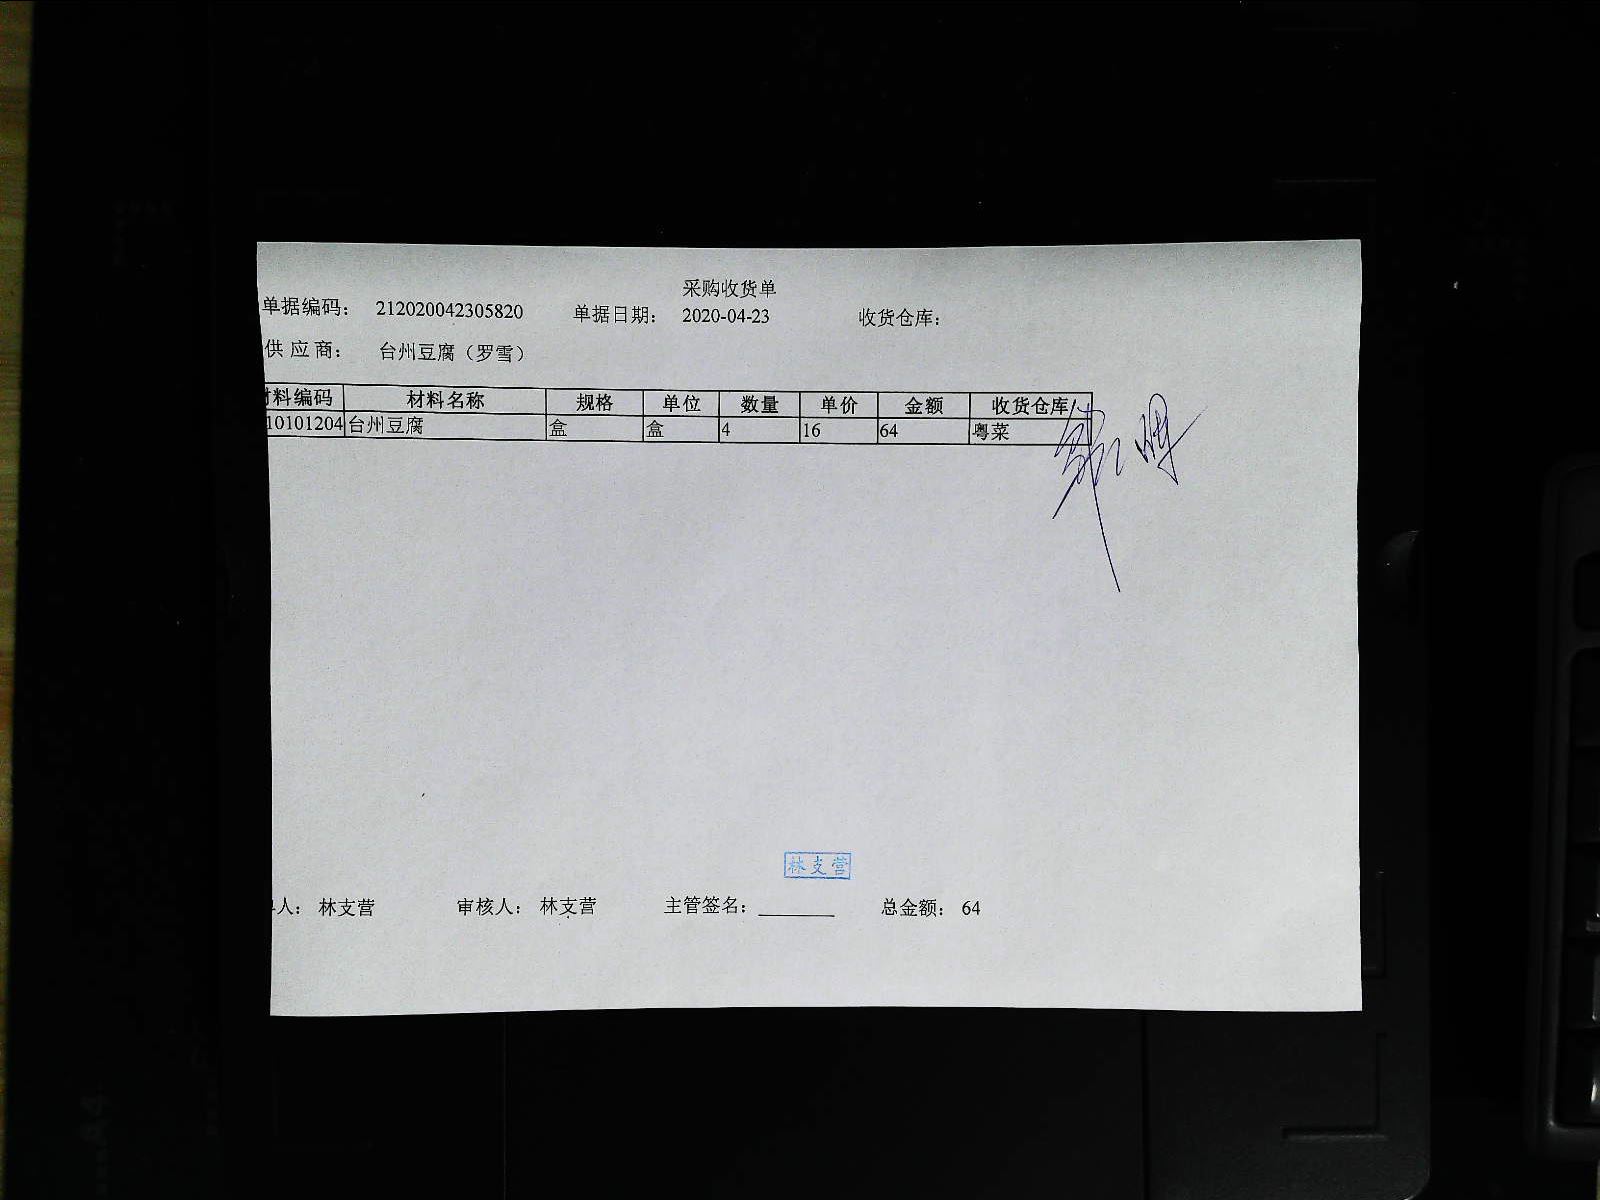 采购收货单
单据编码： 212020042305820 单据日期： 2020-04-23 收货仓库：
供 应 商： 台州豆腐（罗雪）
材料编码 材料名称 规格 单位 数量 单价 金额 收货仓库
10101204 台州豆腐 盒 盒 4 16 64 粤菜
林支营
人： 林支营 审核人： 林支营 主管签名： 总金额： 64